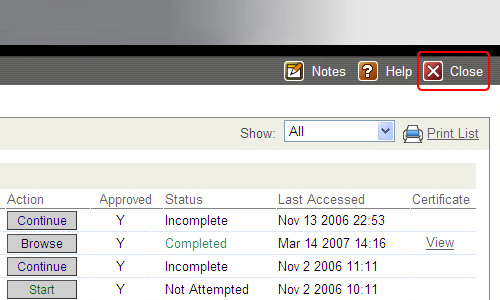 Notes Help Close
Show: All Print List
Action Approved Status Last Accessed Certificate
Continue Y Incomplete Nov 13 2006 22:53
Browse Y Completed Mar 14 2007 14:16 View
Continue Y Incomplete Nov 2 2006 11:11
Start Y Not Attempted Nov 2 2006 10:11